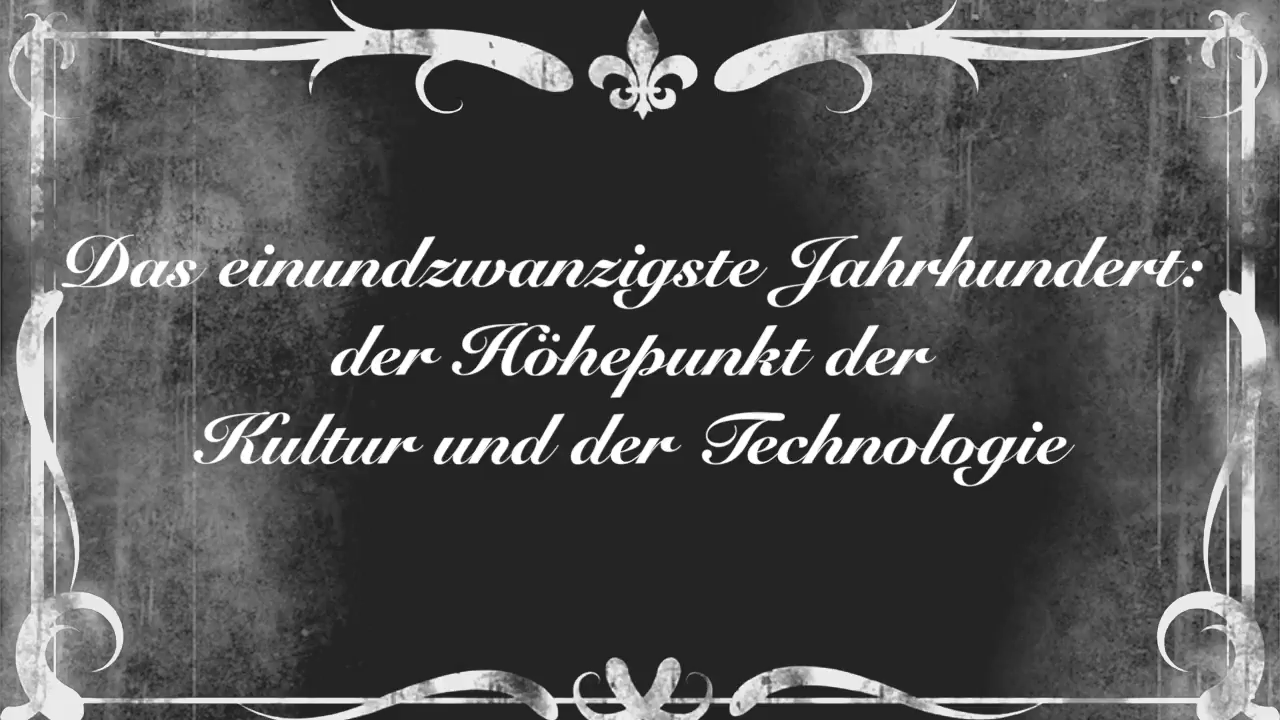 Das einundzwanzigste Jahrhundert:
der Höhepunkt der
Kultur und der Technologie